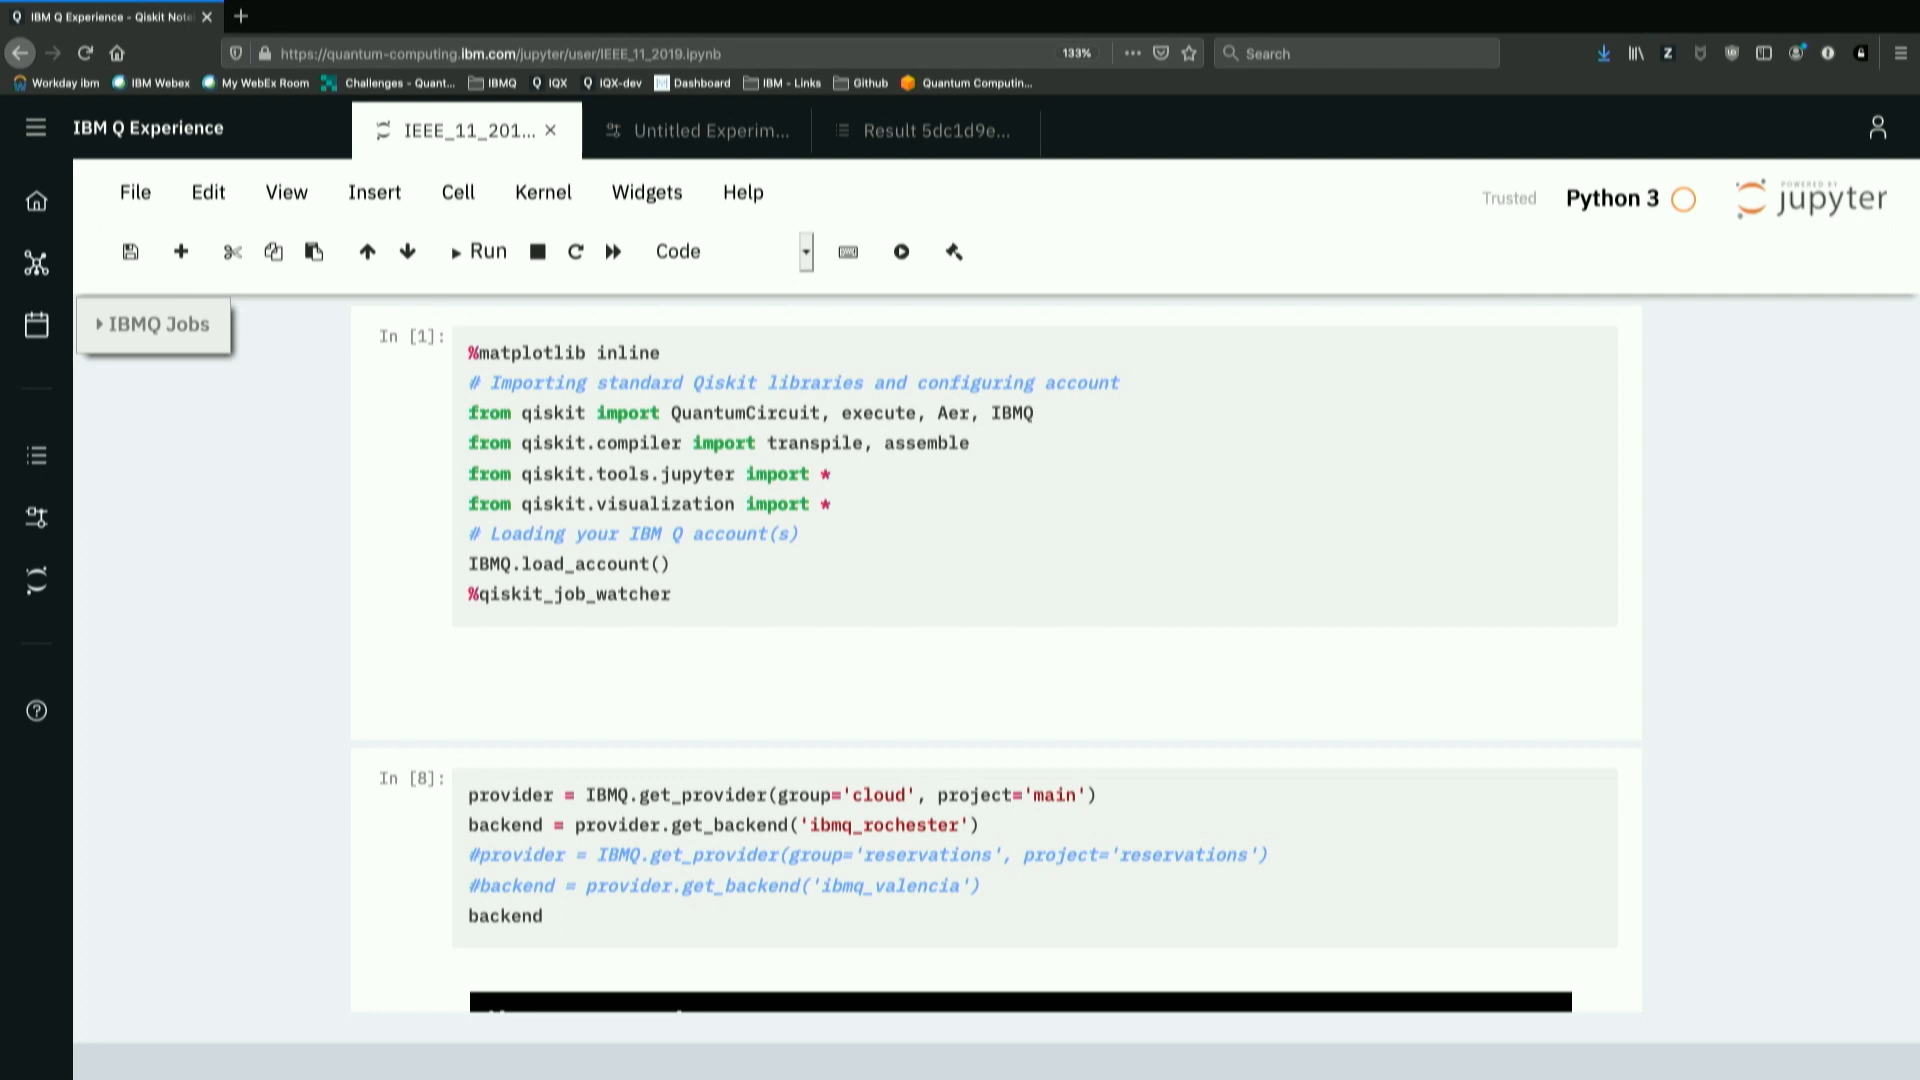 IBM Q Experience - Qiskit Note
https://quantum-computing.ibm.com/jupyter/user/IEEE_11_2019.ipynb
133%
Search
Workday ibm
IBM Webex
My WebEx Room
Challenges - Quant...
IBMQ
IQX
IQX-dev
Dashboard
IBM - Links
Github
Quantum Computin...
IBM Q Experience
IEEE_11_201...
Untitled Experim...
Result 5dc1d9e...
File Edit View Insert Cell Kernel Widgets Help
Trusted
Python 3
POWERED BY
jupyter
Run
Code
IBMQ Jobs
In [1]:
%matplotlib inline
# Importing standard Qiskit libraries and configuring account
from qiskit import QuantumCircuit, execute, Aer, IBMQ
from qiskit.compiler import transpile, assemble
from qiskit.tools.jupyter import *
from qiskit.visualization import *
# Loading your IBM Q account(s)
IBMQ.load_account()
%qiskit_job_watcher
In [8]:
provider = IBMQ.get_provider(group='cloud', project='main')
backend = provider.get_backend('ibmq_rochester')
#provider = IBMQ.get_provider(group='reservations', project='reservations')
#backend = provider.get_backend('ibmq_valencia')
backend